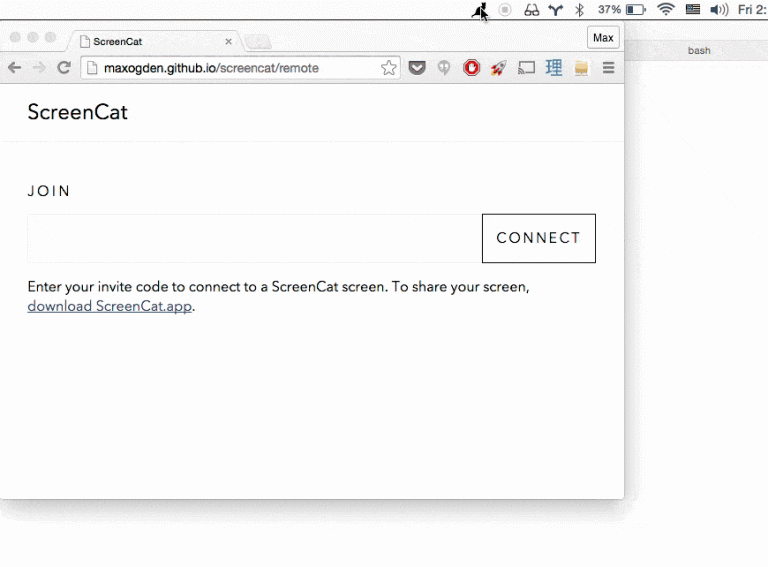 37% Fri 2:
ScreenCat
Max
maxogden.github.io/screencat/remote
理
bash
ScreenCat
JOIN
CONNECT
Enter your invite code to connect to a ScreenCat screen. To share your screen,
download ScreenCat.app.